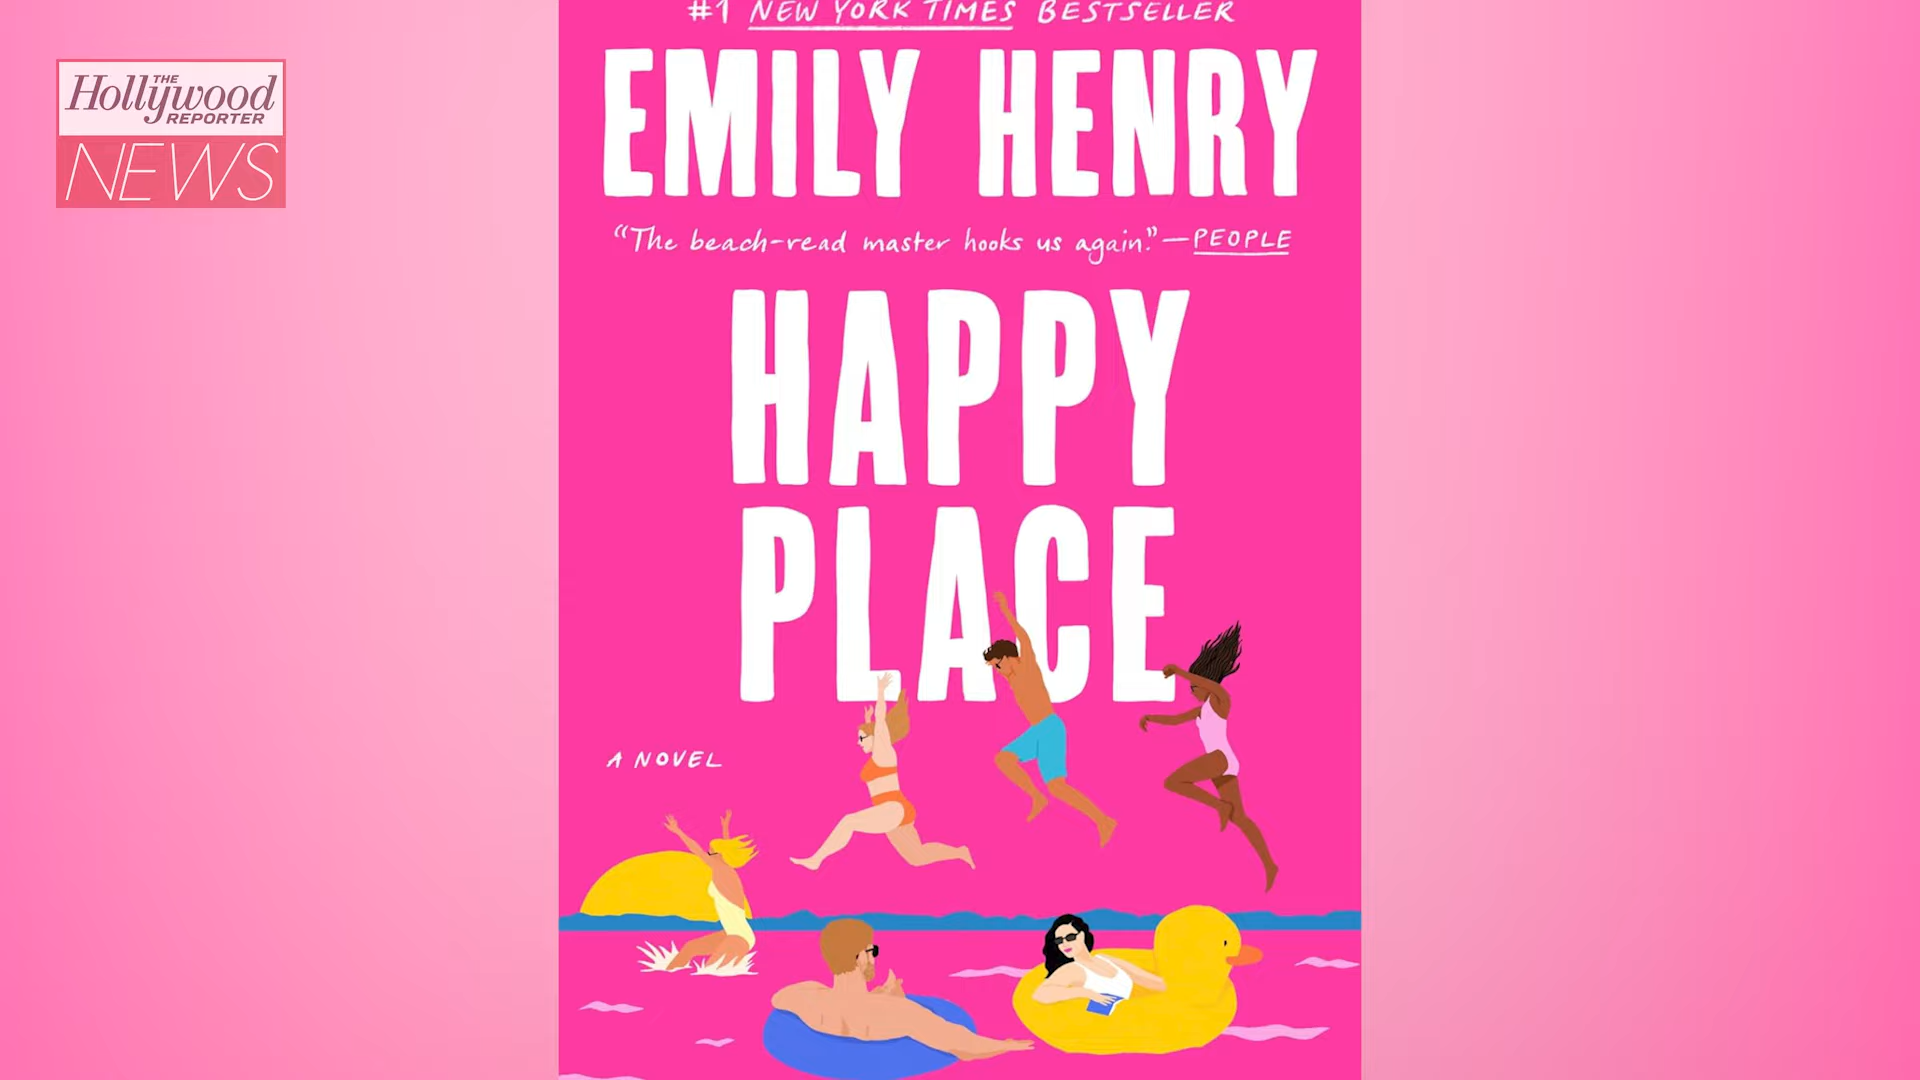 THE
Hollywood
REPORTER
NEWS
#1 NEW YORK TIMES BESTSELLER
EMILY HENRY
“The beach-read master hooks us again.”—PEOPLE
HAPPY
PLACE
A NOVEL